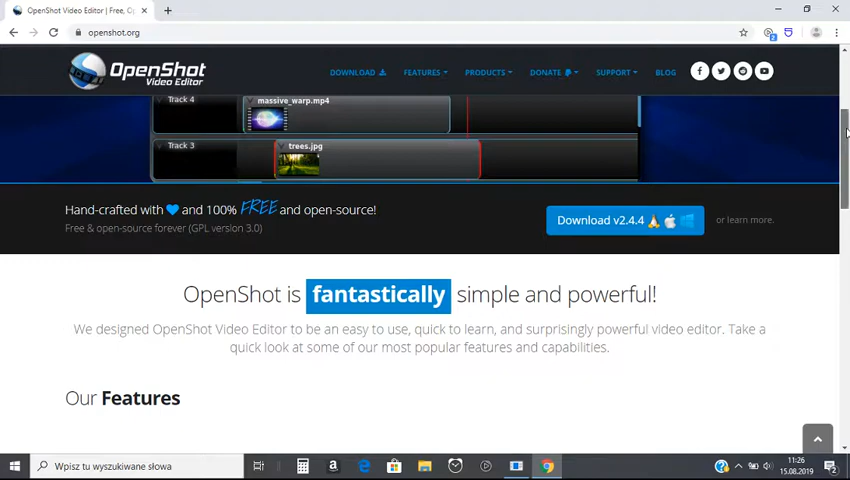 OpenShot Video Editor | Free, O
openshot.org
OpenShot
Video Editor
DOWNLOAD
FEATURES
PRODUCTS
DONATE
SUPPORT
BLOG
Track 4
massive_warp.mp4
Track 3
trees.jpg
Hand-crafted with and 100% FREE and open-source!
Free & open-source forever (GPL version 3.0)
Download v2.4.4
or learn more.
OpenShot is fantastically simple and powerful!
We designed OpenShot Video Editor to be an easy to use, quick to learn, and surprisingly powerful video editor. Take a
quick look at some of our most popular features and capabilities.
Our Features
Wpisz tu wyszukiwane słowa
11:26
15.08.2019
2